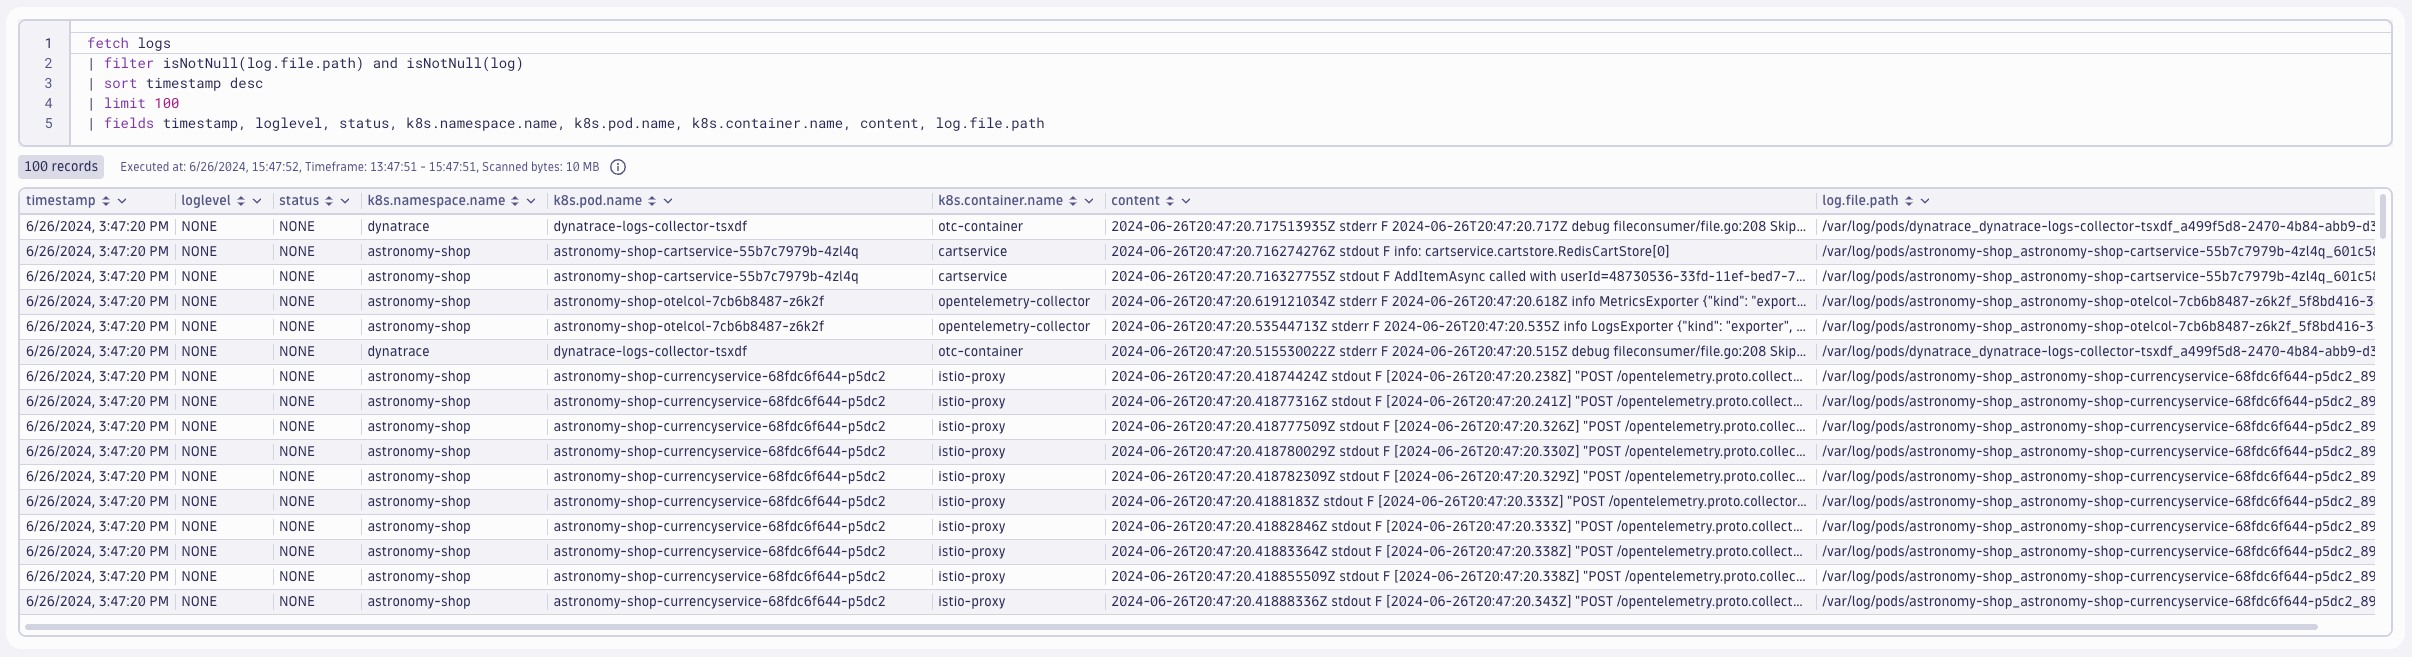 1 fetch logs
2 | filter isNotNull(log.file.path) and isNotNull(log)
3 | sort timestamp desc
4 | limit 100
5 | fields timestamp, loglevel, status, k8s.namespace.name, k8s.pod.name, k8s.container.name, content, log.file.path
100 records Executed at: 6/26/2024, 15:47:52, Timeframe: 13:47:51 - 15:47:51, Scanned bytes: 10 MB
timestamp loglevel status k8s.namespace.name k8s.pod.name k8s.container.name content log.file.path
6/26/2024, 3:47:20 PM NONE NONE dynatrace dynatrace-logs-collector-tsxdf otc-container 2024-06-26T20:47:20.717513935Z stderr F 2024-06-26T20:47:20.717Z debug fileconsumer/file.go:208 Skip... /var/log/pods/dynatrace_dynatrace-logs-collector-tsxdf_a499f5d8-2470-4b84-abb9-d3
6/26/2024, 3:47:20 PM NONE NONE astronomy-shop astronomy-shop-cartservice-55b7c7979b-4zl4q cartservice 2024-06-26T20:47:20.716274276Z stdout F info: cartservice.cartstore.RedisCartStore[0] /var/log/pods/astronomy-shop_astronomy-shop-cartservice-55b7c7979b-4zl4q_601c58
6/26/2024, 3:47:20 PM NONE NONE astronomy-shop astronomy-shop-cartservice-55b7c7979b-4zl4q cartservice 2024-06-26T20:47:20.716327755Z stdout F AddItemAsync called with userId=48730536-33fd-11ef-bed7-7... /var/log/pods/astronomy-shop_astronomy-shop-cartservice-55b7c7979b-4zl4q_601c58
6/26/2024, 3:47:20 PM NONE NONE astronomy-shop astronomy-shop-otelcol-7cb6b8487-z6k2f opentelemetry-collector 2024-06-26T20:47:20.619121034Z stderr F 2024-06-26T20:47:20.618Z info MetricsExporter {"kind": "export... /var/log/pods/astronomy-shop_astronomy-shop-otelcol-7cb6b8487-z6k2f_5f8bd416-3
6/26/2024, 3:47:20 PM NONE NONE astronomy-shop astronomy-shop-otelcol-7cb6b8487-z6k2f opentelemetry-collector 2024-06-26T20:47:20.53544713Z stderr F 2024-06-26T20:47:20.535Z info LogsExporter {"kind": "exporter", ... /var/log/pods/astronomy-shop_astronomy-shop-otelcol-7cb6b8487-z6k2f_5f8bd416-3
6/26/2024, 3:47:20 PM NONE NONE dynatrace dynatrace-logs-collector-tsxdf otc-container 2024-06-26T20:47:20.515530022Z stderr F 2024-06-26T20:47:20.515Z debug fileconsumer/file.go:208 Skip... /var/log/pods/dynatrace_dynatrace-logs-collector-tsxdf_a499f5d8-2470-4b84-abb9-d3
6/26/2024, 3:47:20 PM NONE NONE astronomy-shop astronomy-shop-currencyservice-68fdc6f644-p5dc2 istio-proxy 2024-06-26T20:47:20.41874424Z stdout F [2024-06-26T20:47:20.238Z] "POST /opentelemetry.proto.collect... /var/log/pods/astronomy-shop_astronomy-shop-currencyservice-68fdc6f644-p5dc2_89
6/26/2024, 3:47:20 PM NONE NONE astronomy-shop astronomy-shop-currencyservice-68fdc6f644-p5dc2 istio-proxy 2024-06-26T20:47:20.41877316Z stdout F [2024-06-26T20:47:20.241Z] "POST /opentelemetry.proto.collect... /var/log/pods/astronomy-shop_astronomy-shop-currencyservice-68fdc6f644-p5dc2_89
6/26/2024, 3:47:20 PM NONE NONE astronomy-shop astronomy-shop-currencyservice-68fdc6f644-p5dc2 istio-proxy 2024-06-26T20:47:20.418777509Z stdout F [2024-06-26T20:47:20.326Z] "POST /opentelemetry.proto.collec... /var/log/pods/astronomy-shop_astronomy-shop-currencyservice-68fdc6f644-p5dc2_89
6/26/2024, 3:47:20 PM NONE NONE astronomy-shop astronomy-shop-currencyservice-68fdc6f644-p5dc2 istio-proxy 2024-06-26T20:47:20.418780029Z stdout F [2024-06-26T20:47:20.330Z] "POST /opentelemetry.proto.collec... /var/log/pods/astronomy-shop_astronomy-shop-currencyservice-68fdc6f644-p5dc2_89
6/26/2024, 3:47:20 PM NONE NONE astronomy-shop astronomy-shop-currencyservice-68fdc6f644-p5dc2 istio-proxy 2024-06-26T20:47:20.418782309Z stdout F [2024-06-26T20:47:20.329Z] "POST /opentelemetry.proto.collec... /var/log/pods/astronomy-shop_astronomy-shop-currencyservice-68fdc6f644-p5dc2_89
6/26/2024, 3:47:20 PM NONE NONE astronomy-shop astronomy-shop-currencyservice-68fdc6f644-p5dc2 istio-proxy 2024-06-26T20:47:20.4188183Z stdout F [2024-06-26T20:47:20.333Z] "POST /opentelemetry.proto.collector... /var/log/pods/astronomy-shop_astronomy-shop-currencyservice-68fdc6f644-p5dc2_89
6/26/2024, 3:47:20 PM NONE NONE astronomy-shop astronomy-shop-currencyservice-68fdc6f644-p5dc2 istio-proxy 2024-06-26T20:47:20.41882846Z stdout F [2024-06-26T20:47:20.333Z] "POST /opentelemetry.proto.collect... /var/log/pods/astronomy-shop_astronomy-shop-currencyservice-68fdc6f644-p5dc2_89
6/26/2024, 3:47:20 PM NONE NONE astronomy-shop astronomy-shop-currencyservice-68fdc6f644-p5dc2 istio-proxy 2024-06-26T20:47:20.41883364Z stdout F [2024-06-26T20:47:20.338Z] "POST /opentelemetry.proto.collect... /var/log/pods/astronomy-shop_astronomy-shop-currencyservice-68fdc6f644-p5dc2_89
6/26/2024, 3:47:20 PM NONE NONE astronomy-shop astronomy-shop-currencyservice-68fdc6f644-p5dc2 istio-proxy 2024-06-26T20:47:20.418855509Z stdout F [2024-06-26T20:47:20.338Z] "POST /opentelemetry.proto.collec... /var/log/pods/astronomy-shop_astronomy-shop-currencyservice-68fdc6f644-p5dc2_89
6/26/2024, 3:47:20 PM NONE NONE astronomy-shop astronomy-shop-currencyservice-68fdc6f644-p5dc2 istio-proxy 2024-06-26T20:47:20.41888336Z stdout F [2024-06-26T20:47:20.343Z] "POST /opentelemetry.proto.collect... /var/log/pods/astronomy-shop_astronomy-shop-currencyservice-68fdc6f644-p5dc2_89